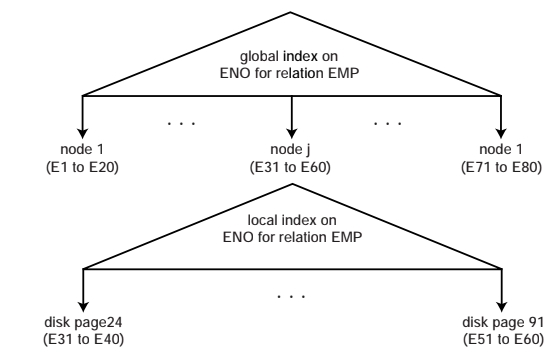 global index on
ENO for relation EMP
. . .
. . .
node 1
(E1 to E20)
node j
(E31 to E60)
node 1
(E71 to E80)
local index on
ENO for relation EMP
. . .
disk page24
(E31 to E40)
disk page 91
(E51 to E60)